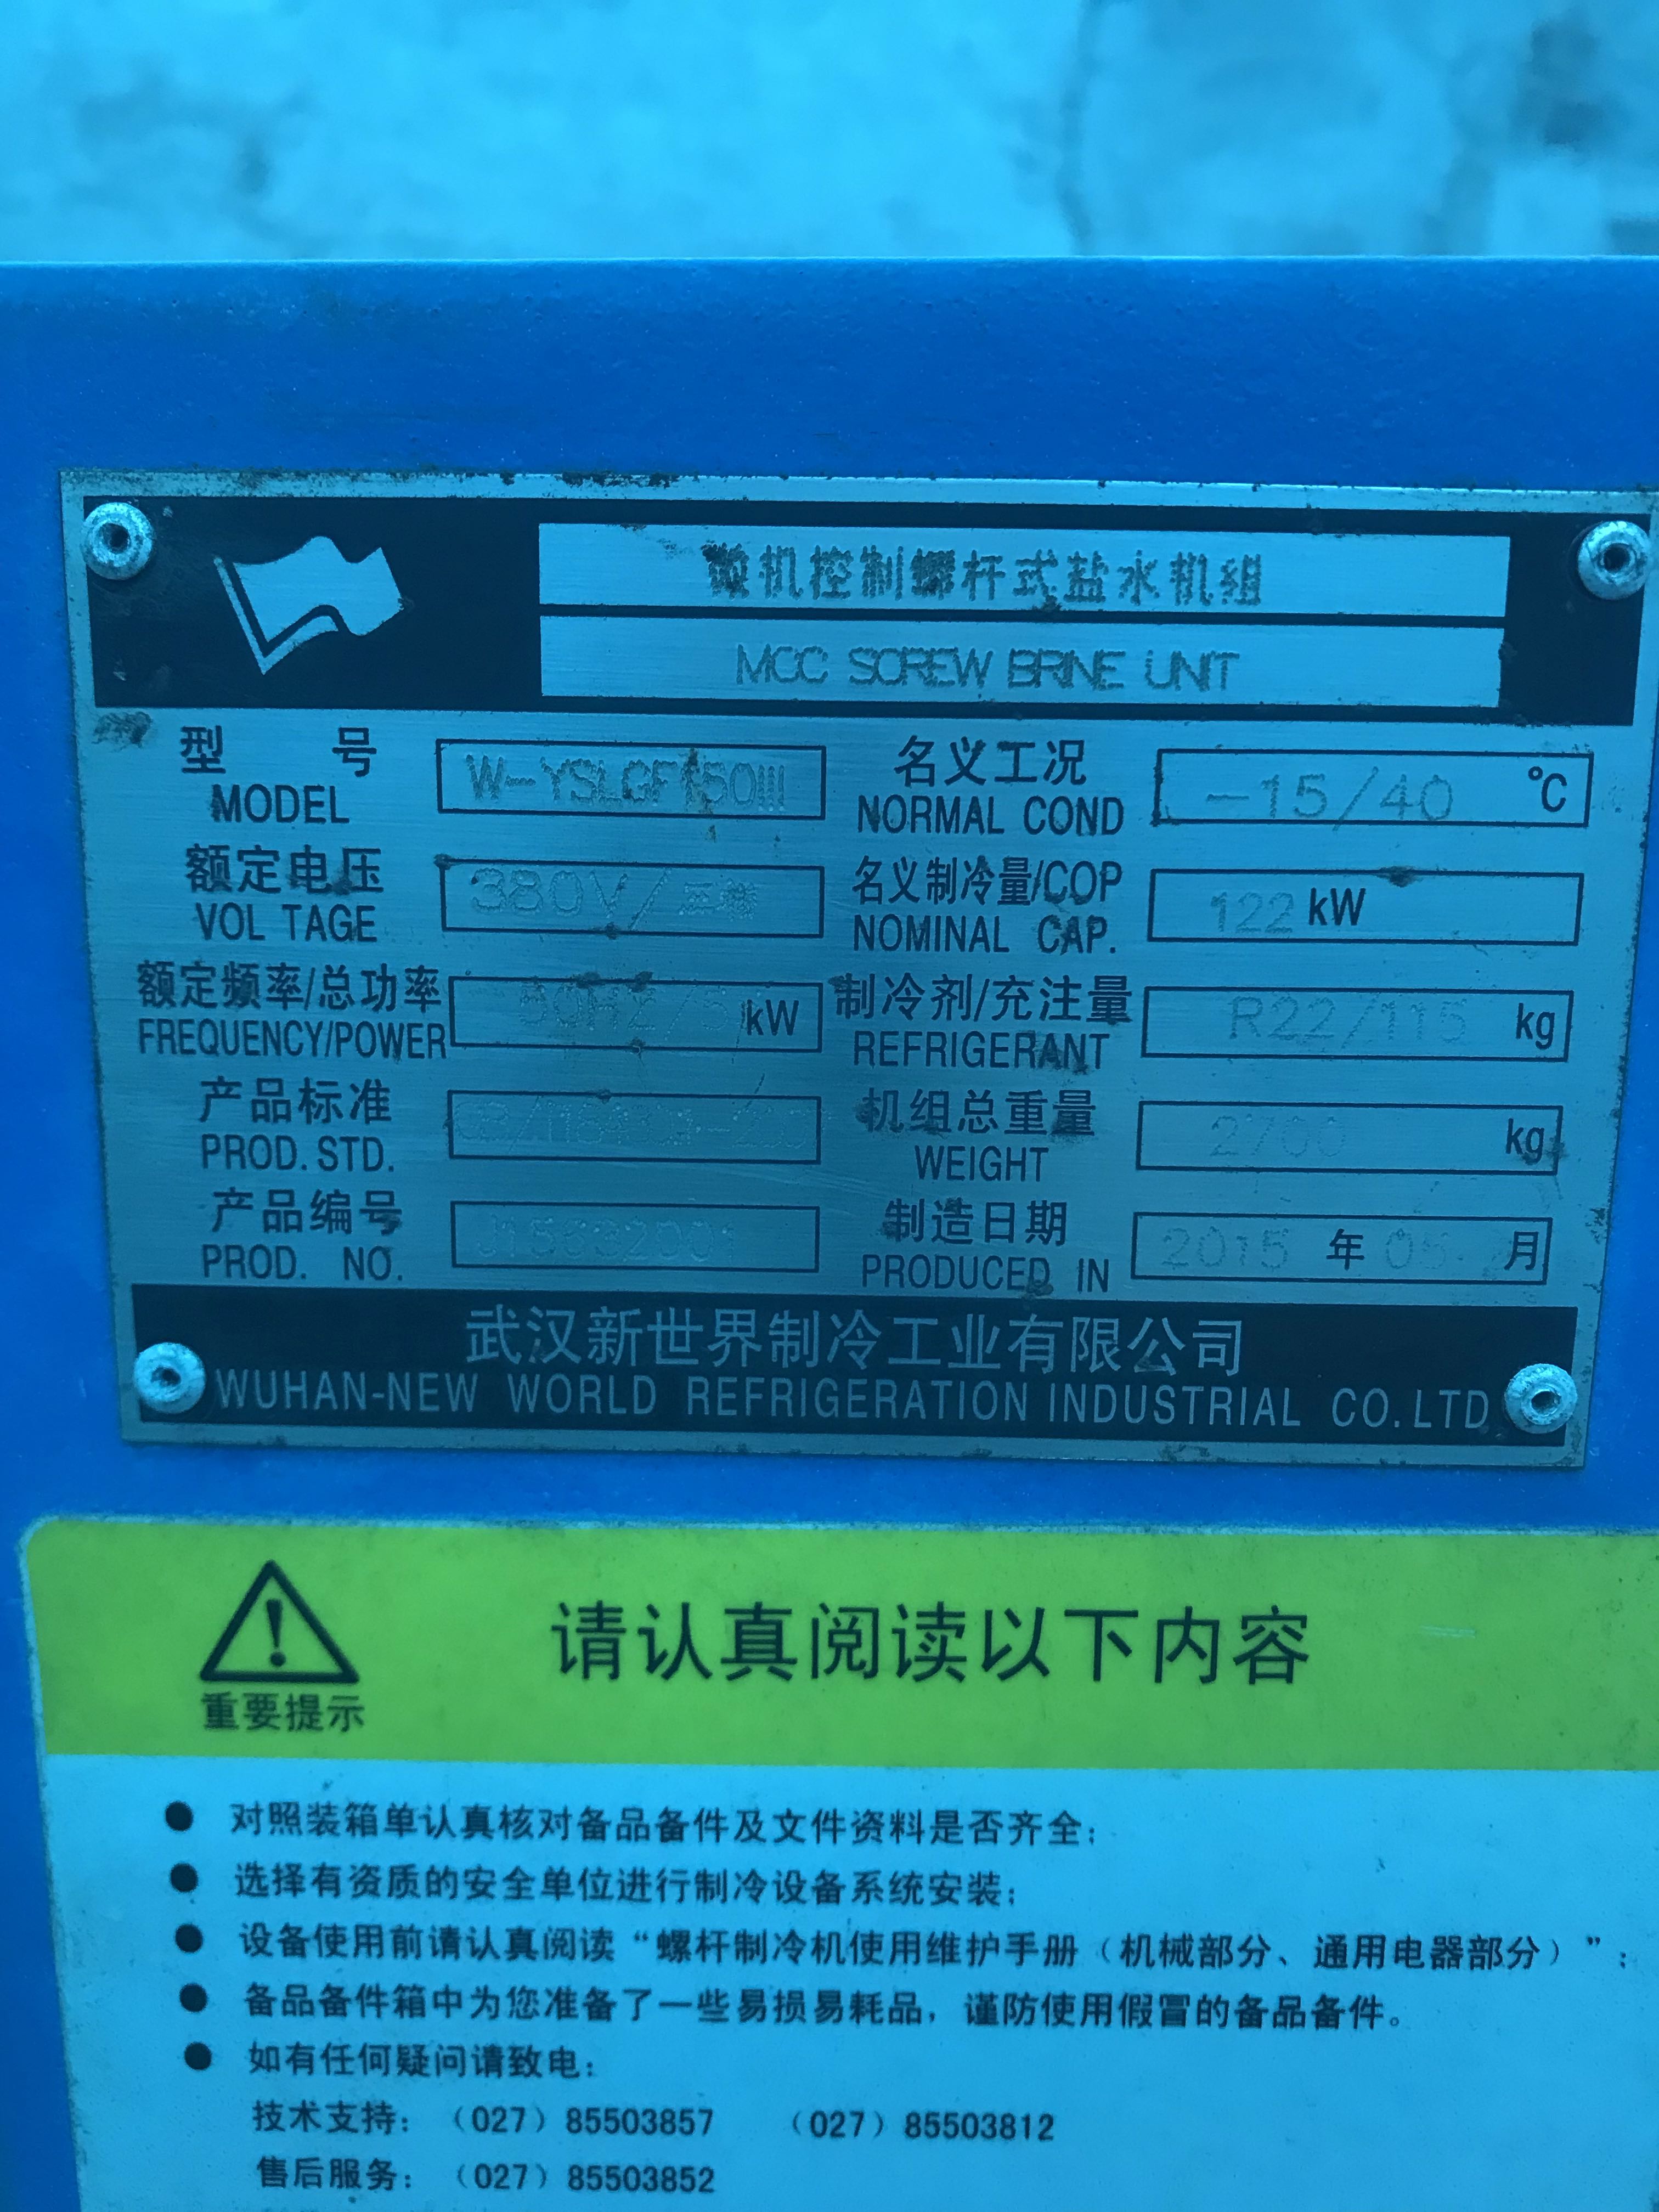 微机控制螺杆式盐水机组
MCC SCREW BRINE UNIT
型 号 W-YSLGF150III 名义工况 -15/40 ℃
MODEL NORMAL COND
额定电压 380V/三相 名义制冷量/COP 122 kW
VOL TAGE NOMINAL CAP.
额定频率/总功率 50HZ kW 制冷剂/充注量 R22/115 kg
FREQUENCY/POWER REFRIGERANT
产品标准 机组总重量 2700 kg
PROD. STD. WEIGHT
产品编号 制造日期 2015 年 05 月
PROD. NO. PRODUCED IN
武汉新世界制冷工业有限公司
WUHAN-NEW WORLD REFRIGERATION INDUSTRIAL CO.LTD
请认真阅读以下内容
重要提示
● 对照装箱单认真核对备品备件及文件资料是否齐全；
● 选择有资质的安全单位进行制冷设备系统安装；
● 设备使用前请认真阅读“螺杆制冷机使用维护手册（机械部分、通用电器部分）”；
● 备品备件箱中为您准备了一些易损易耗品，谨防使用假冒的备品备件。
● 如有任何疑问请致电：
技术支持：（027）85503857 （027）85503812
售后服务：（027）85503852